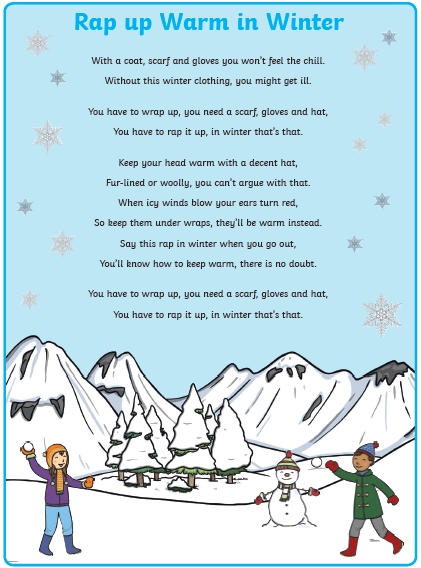 Rap up Warm in Winter
With a coat, scarf and gloves you won't feel the chill.
Without this winter clothing, you might get ill.
You have to wrap up, you need a scarf, gloves and hat,
You have to rap it up, in winter that's that.
Keep your head warm with a decent hat,
Fur-lined or woolly, you can't argue with that.
When icy winds blow your ears turn red,
So keep them under wraps, they'll be warm instead.
Say this rap in winter when you go out,
You'll know how to keep warm, there is no doubt.
You have to wrap up, you need a scarf, gloves and hat,
You have to rap it up, in winter that's that.